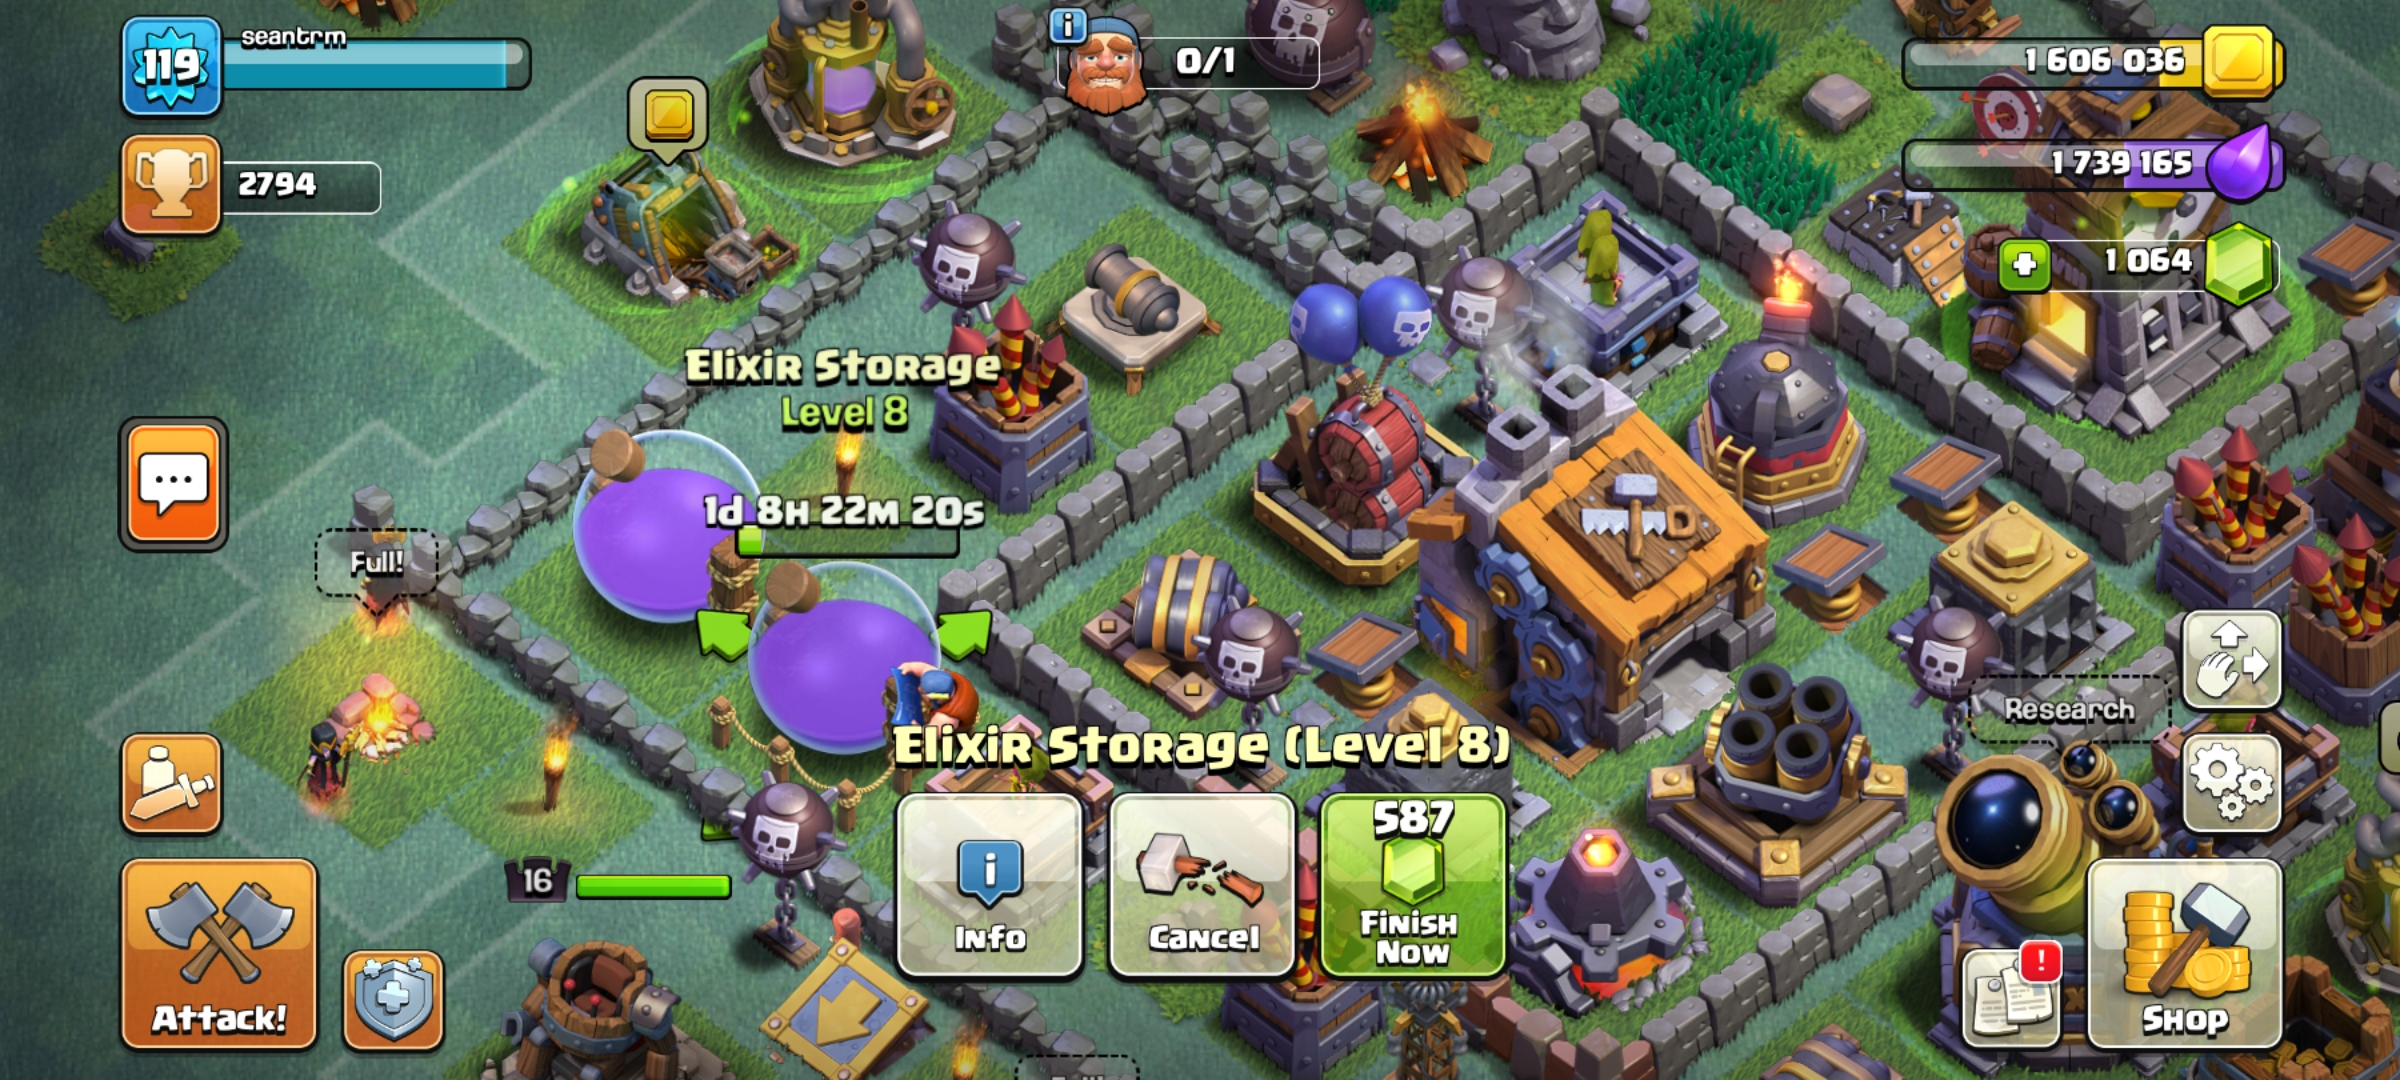 119
seantrm
0/1
1 606 036
2794
1 739 165
1 064
Elixir Storage
Level 8
1d 8H 22M 20s
Full!
Research
Elixir Storage (Level 8)
587
16
Info
Cancel
Finish
Now
Attack!
!
Shop